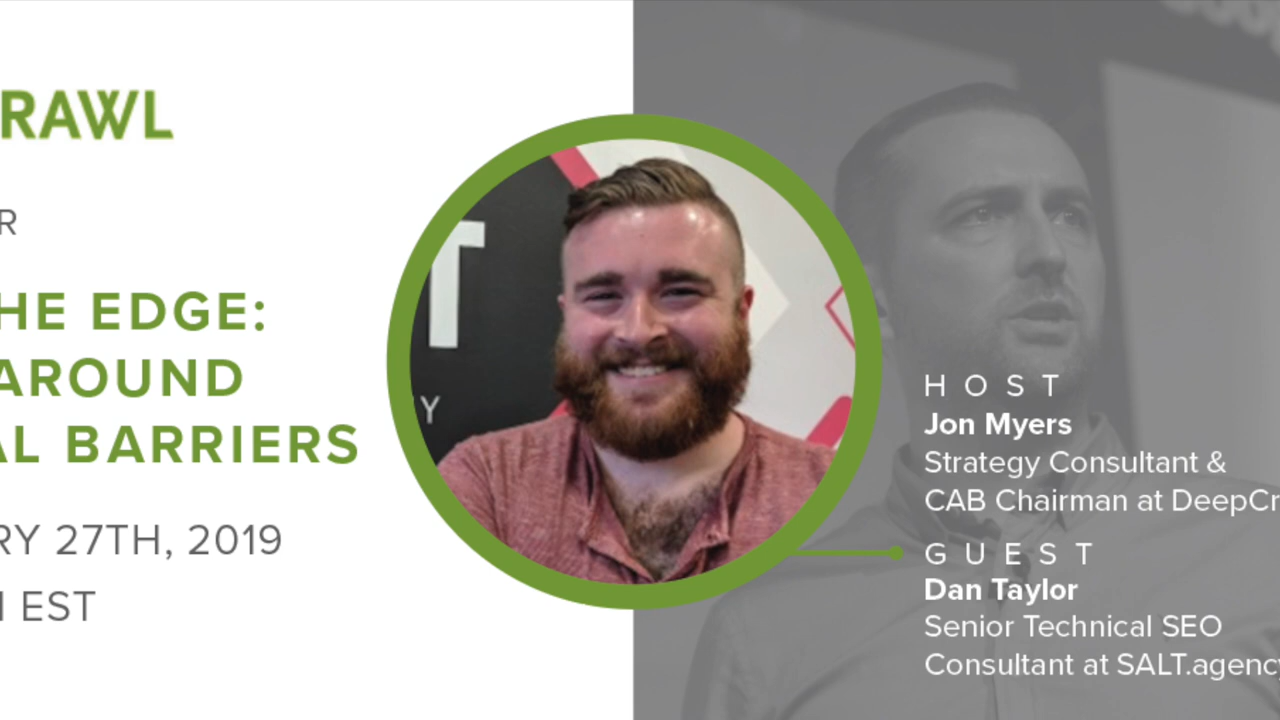 RAWL
R
HE EDGE:
AROUND
AL BARRIERS
RY 27TH, 2019
EST
T
Y
HOST
Jon Myers
Strategy Consultant &
CAB Chairman at DeepCr
GUEST
Dan Taylor
Senior Technical SEO
Consultant at SALT.agency